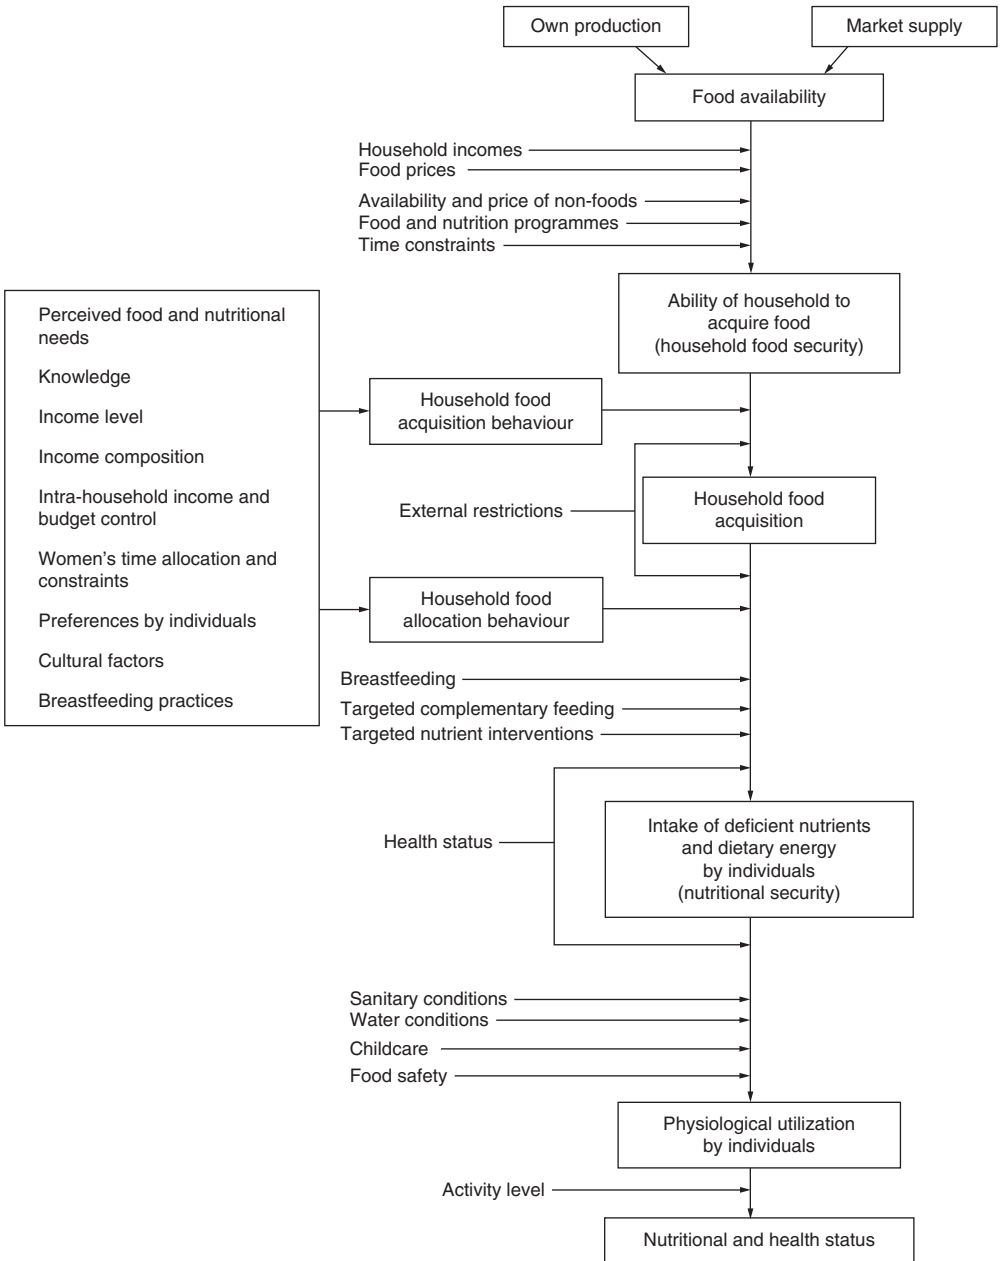 Own production
Market supply
Food availability
Household incomes
Food prices
Availability and price of non-foods
Food and nutrition programmes
Time constraints
Ability of household to
acquire food
(household food security)
Perceived food and nutritional
needs
Knowledge
Income level
Income composition
Intra-household income and
budget control
Women's time allocation and
constraints
Preferences by individuals
Cultural factors
Breastfeeding practices
Household food
acquisition behaviour
External restrictions
Household food
acquisition
Household food
allocation behaviour
Breastfeeding
Targeted complementary feeding
Targeted nutrient interventions
Health status
Intake of deficient nutrients
and dietary energy
by individuals
(nutritional security)
Sanitary conditions
Water conditions
Childcare
Food safety
Physiological utilization
by individuals
Activity level
Nutritional and health status